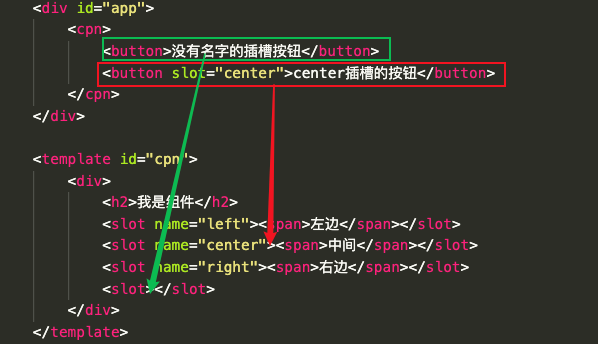 <div id="app">
<cpn>
<button>没有名字的插槽按钮</button>
<button slot="center">center插槽的按钮</button>
</cpn>
</div>
<template id="cpn">
<div>
<h2>我是组件</h2>
<slot name="left"><span>左边</span></slot>
<slot name="center"><span>中间</span></slot>
<slot name="right"><span>右边</span></slot>
<slot></slot>
</div>
</template>